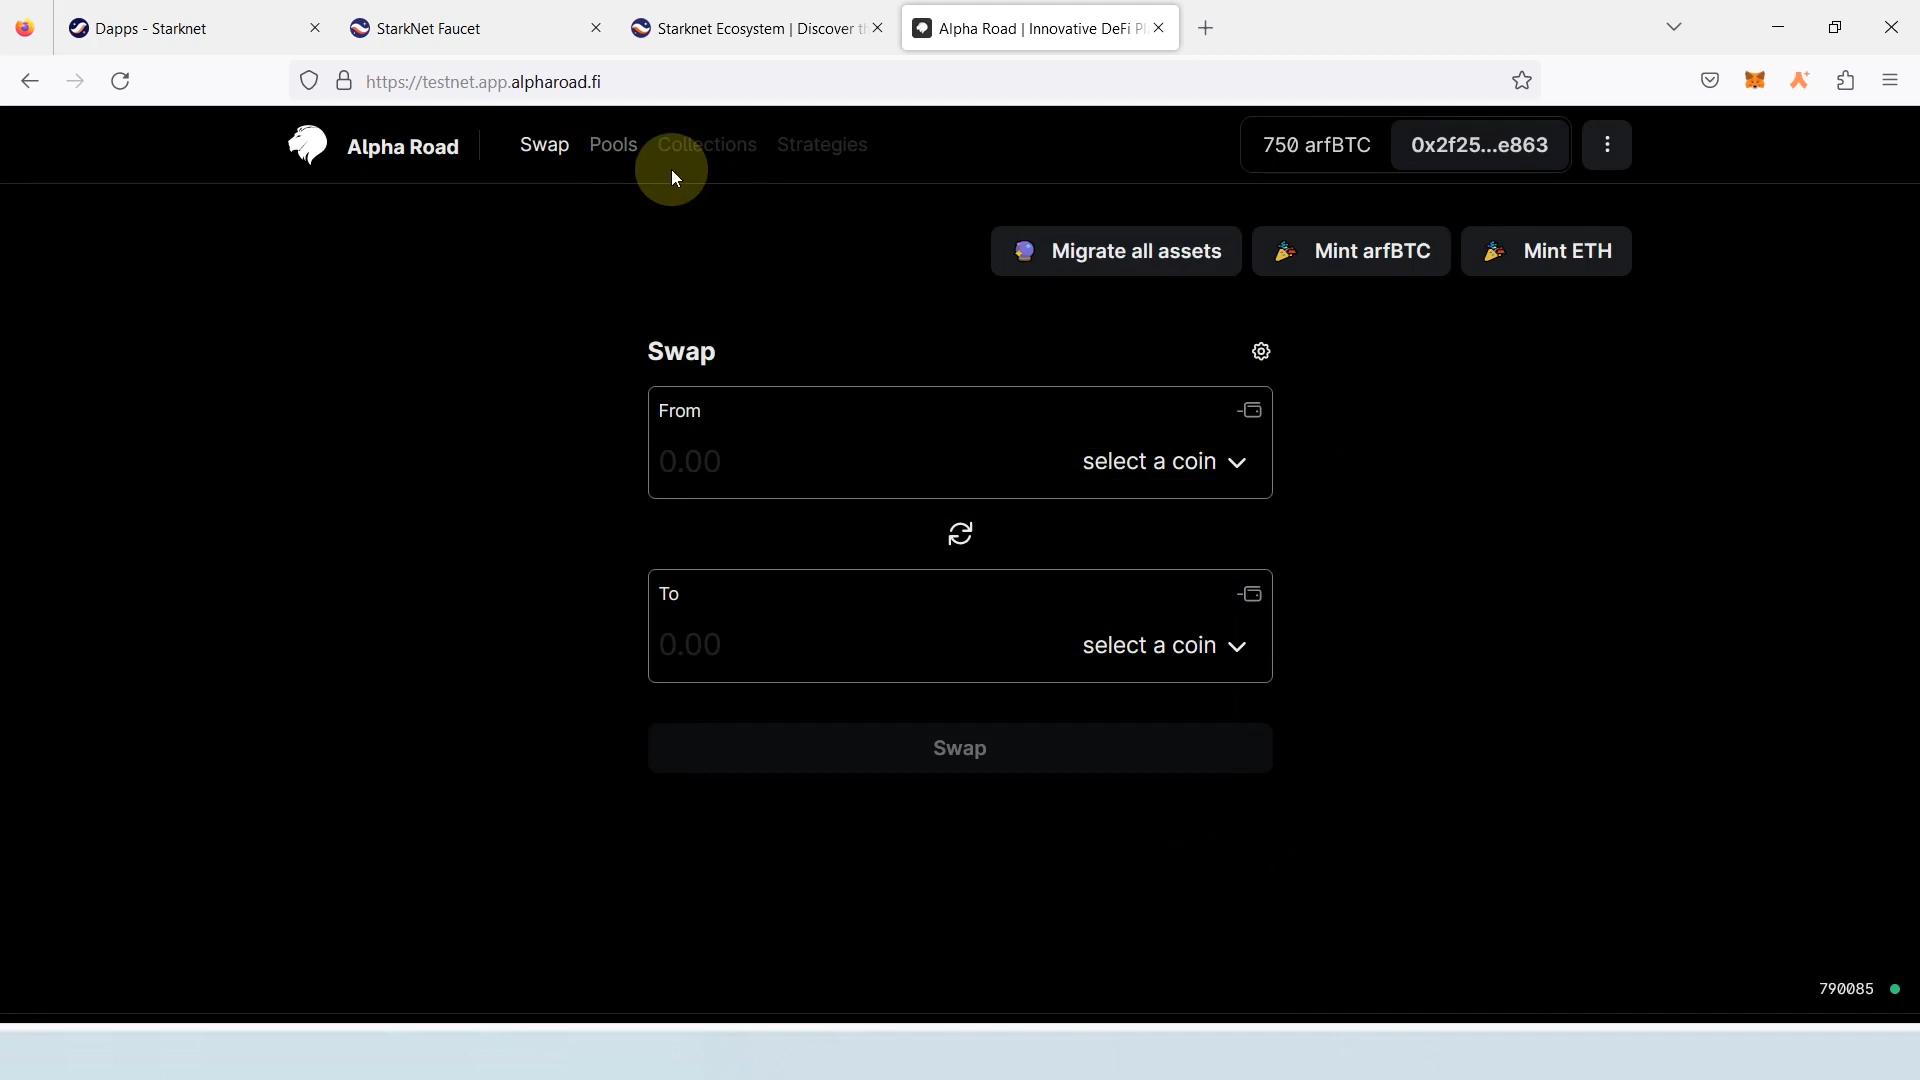 Dapps - Starknet
StarkNet Faucet
Starknet Ecosystem | Discover th
Alpha Road | Innovative DeFi Pl
https://testnet.app.alpharoad.fi
Alpha Road
Swap
Pools
Collections
Strategies
750 arfBTC
0x2f25...e863
Migrate all assets
Mint arfBTC
Mint ETH
Swap
From
0.00
select a coin
To
0.00
select a coin
Swap
790085